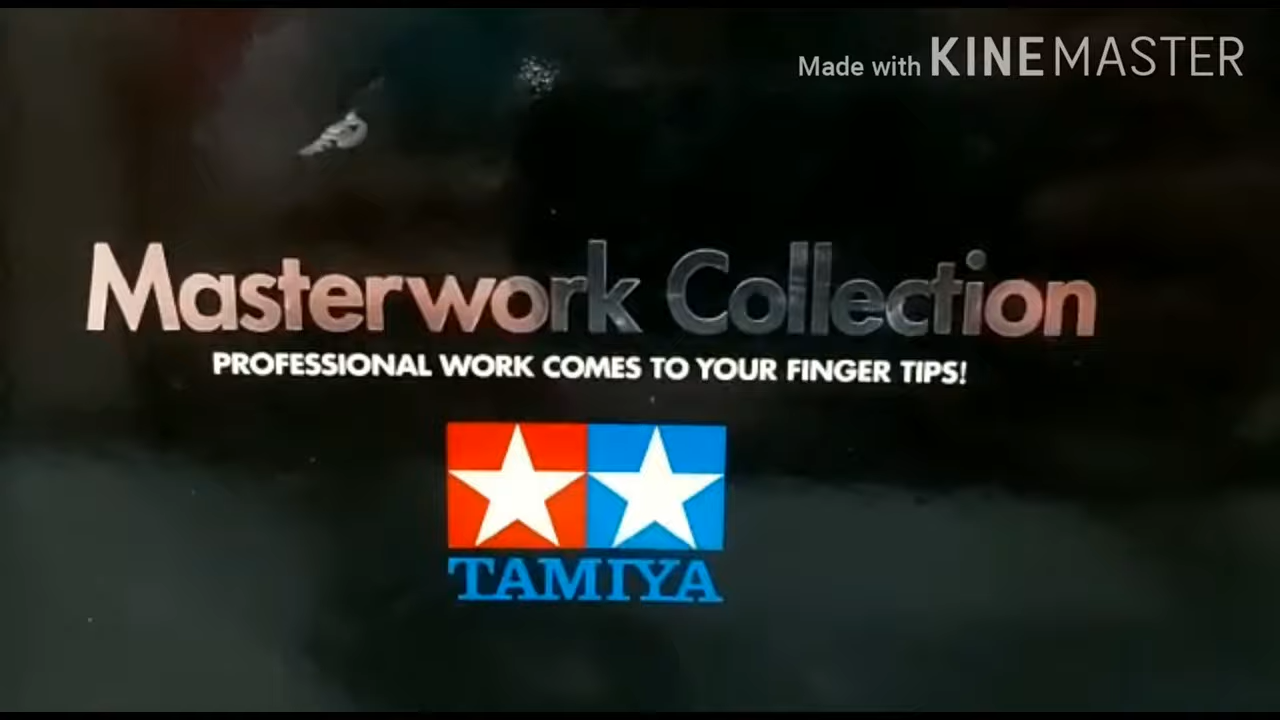 Made with KINEMASTER
Masterwork Collection
PROFESSIONAL WORK COMES TO YOUR FINGER TIPS!
TAMIYA